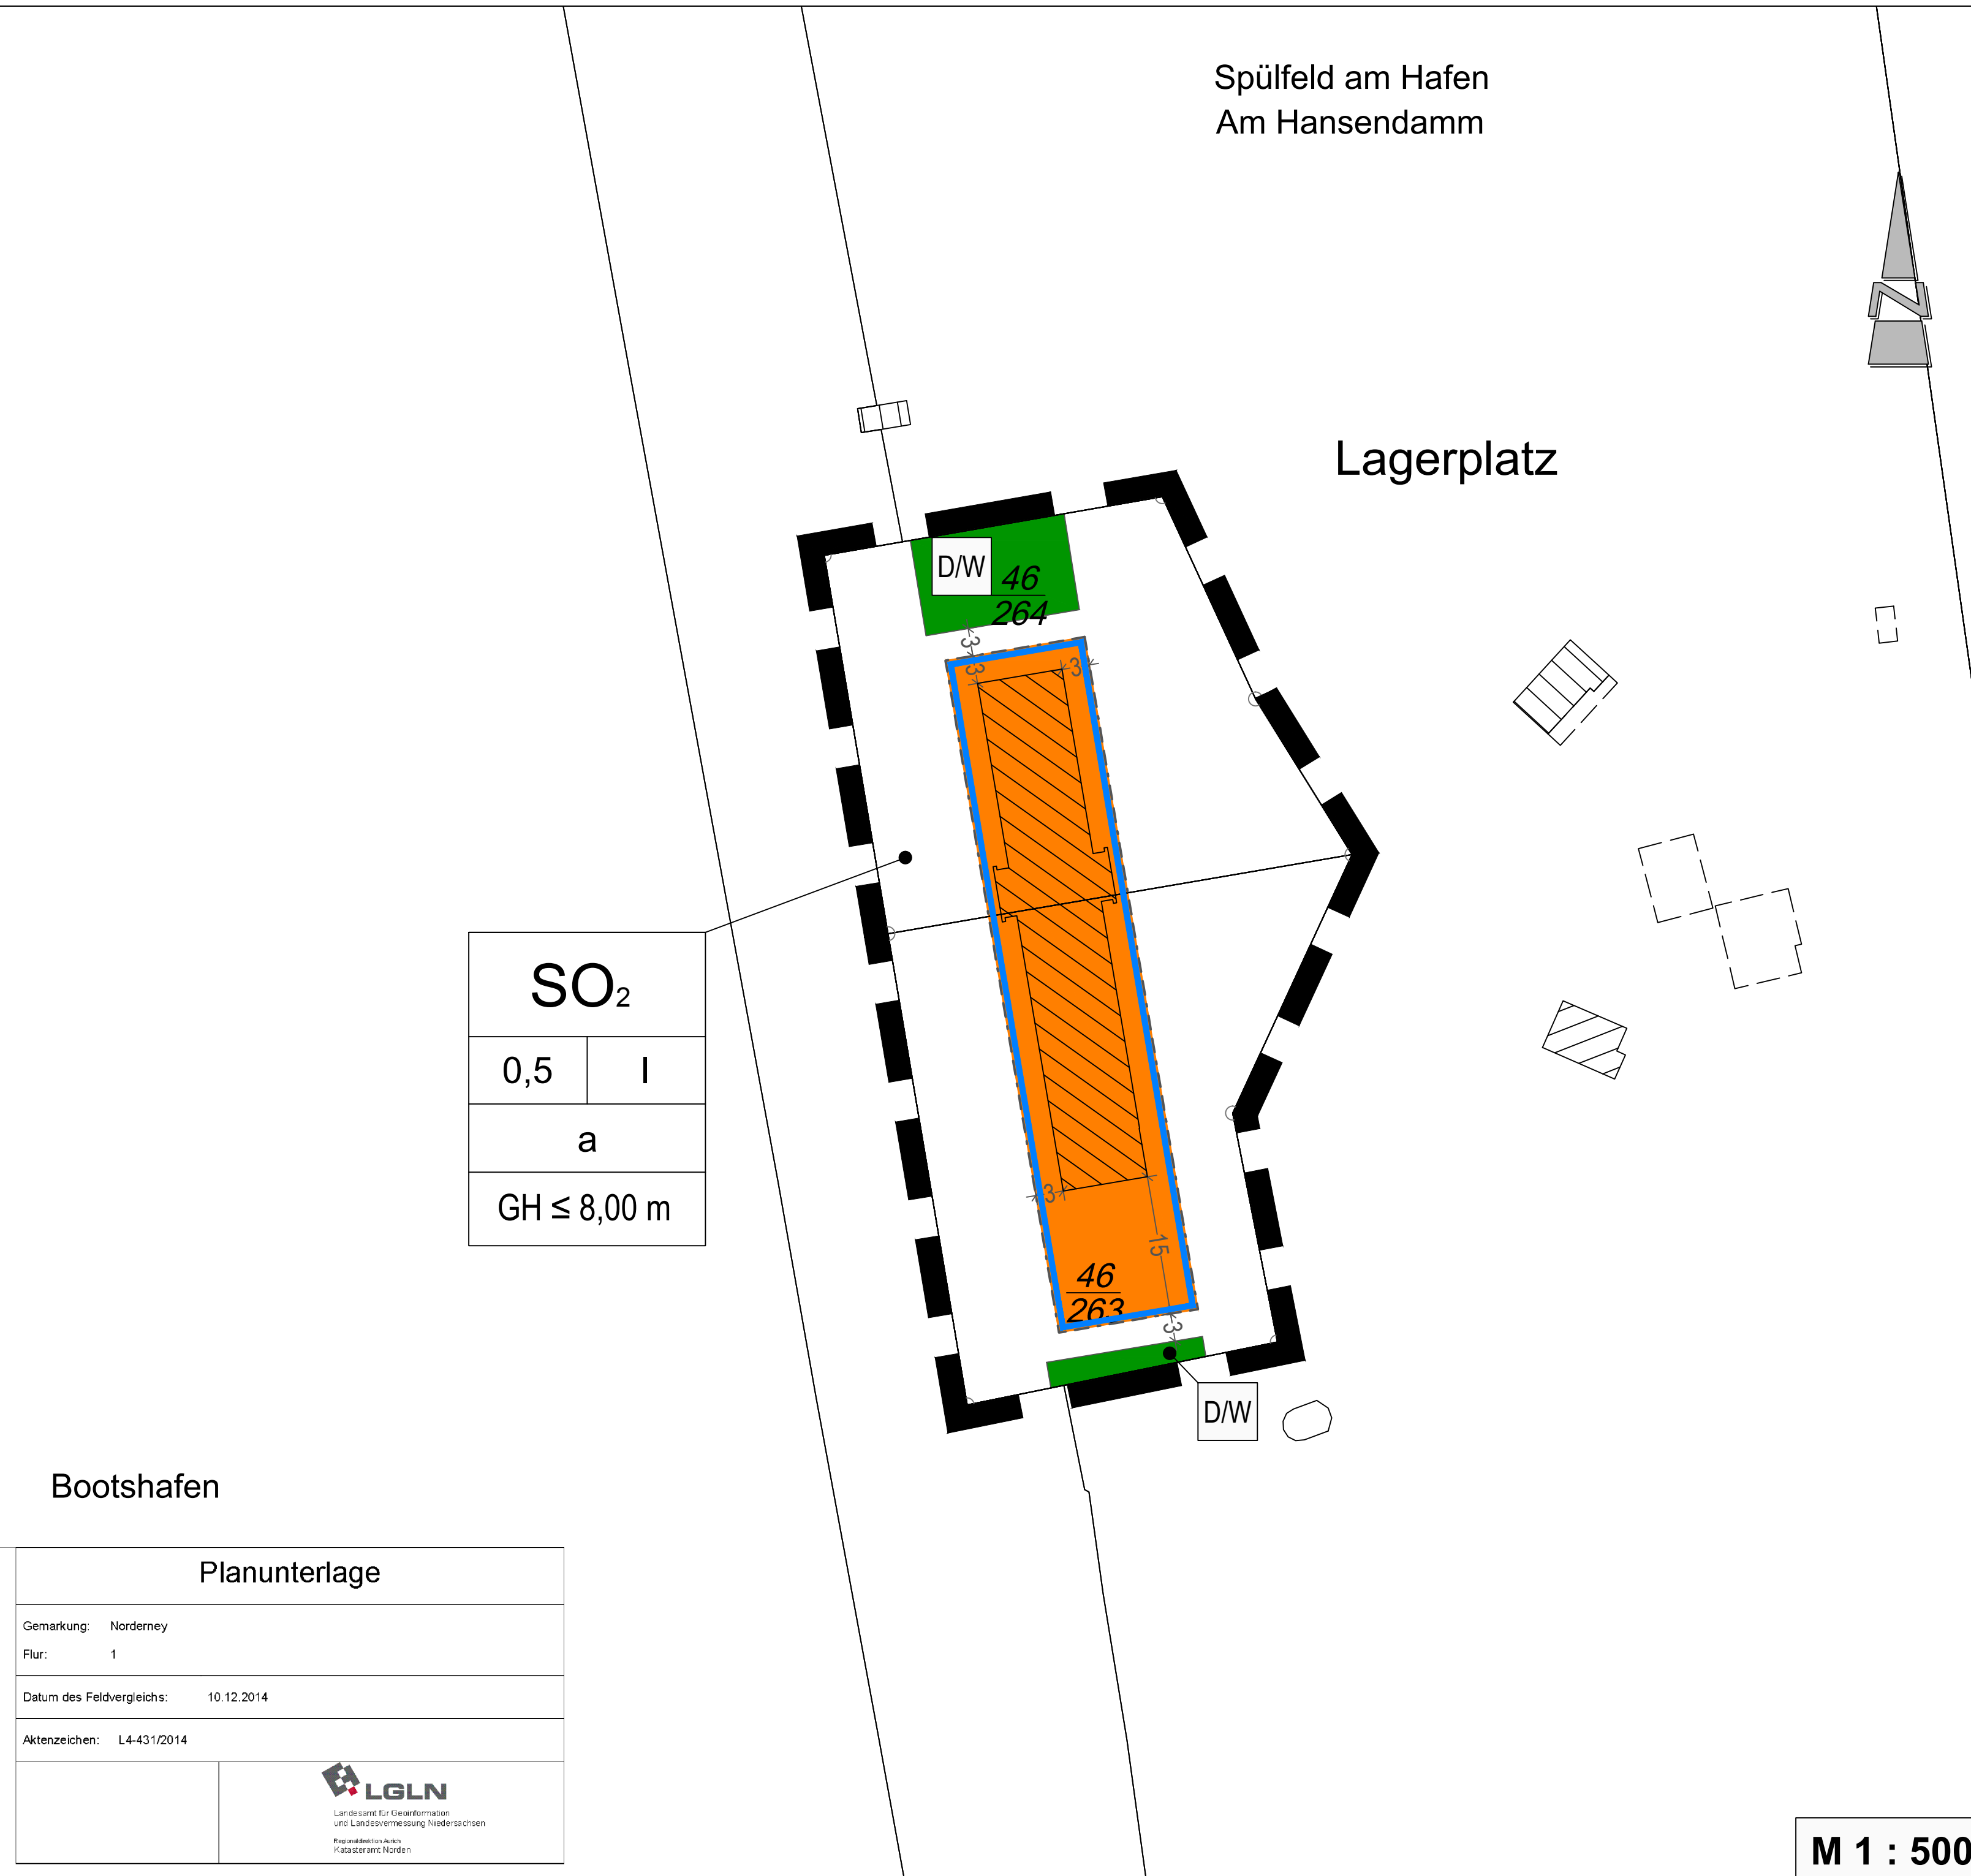 Spülfeld am Hafen
Am Hansendamm
N
Lagerplatz
D/W
46
264
3
3
3
SO₂
0,5 I
a
GH ≤ 8,00 m
3
15
46
263
3
D/W
Bootshafen
Planunterlage
Gemarkung: Norderney
Flur: 1
Datum des Feldvergleichs: 10.12.2014
Aktenzeichen: L4-431/2014
LGLN
Landesamt für Geoinformation
und Landesvermessung Niedersachsen
Regionaldirektion Aurich
Katasteramt Norden
M 1 : 500